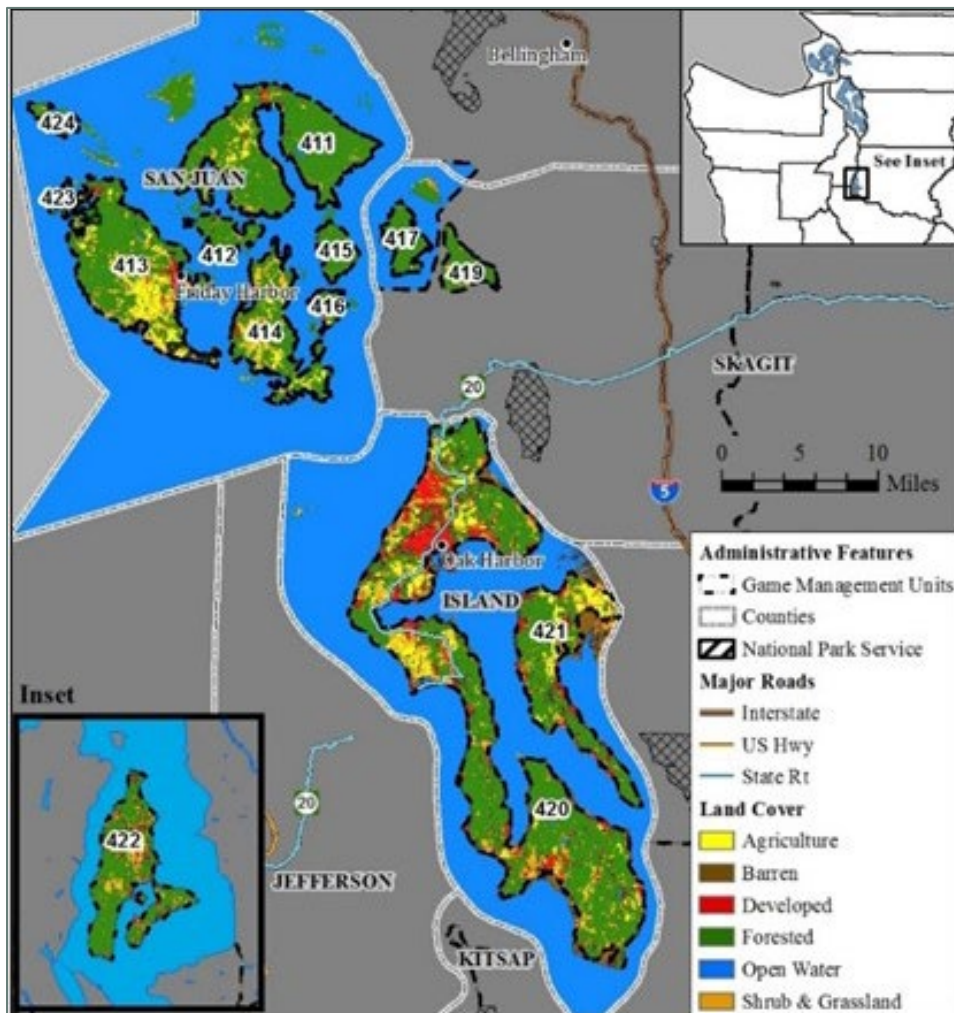 Bellingham
See Inset
424
411
SAN JUAN
423
417
412
415
413
419
Friday Harbor
416
414
SKAGIT
20
0 5 10
Miles
5
Oak Harbor
ISLAND
421
Inset
20
420
422
JEFFERSON
KITSAP
Administrative Features
Game Management Units
Counties
National Park Service
Major Roads
Interstate
US Hwy
State Rt
Land Cover
Agriculture
Barren
Developed
Forested
Open Water
Shrub & Grassland